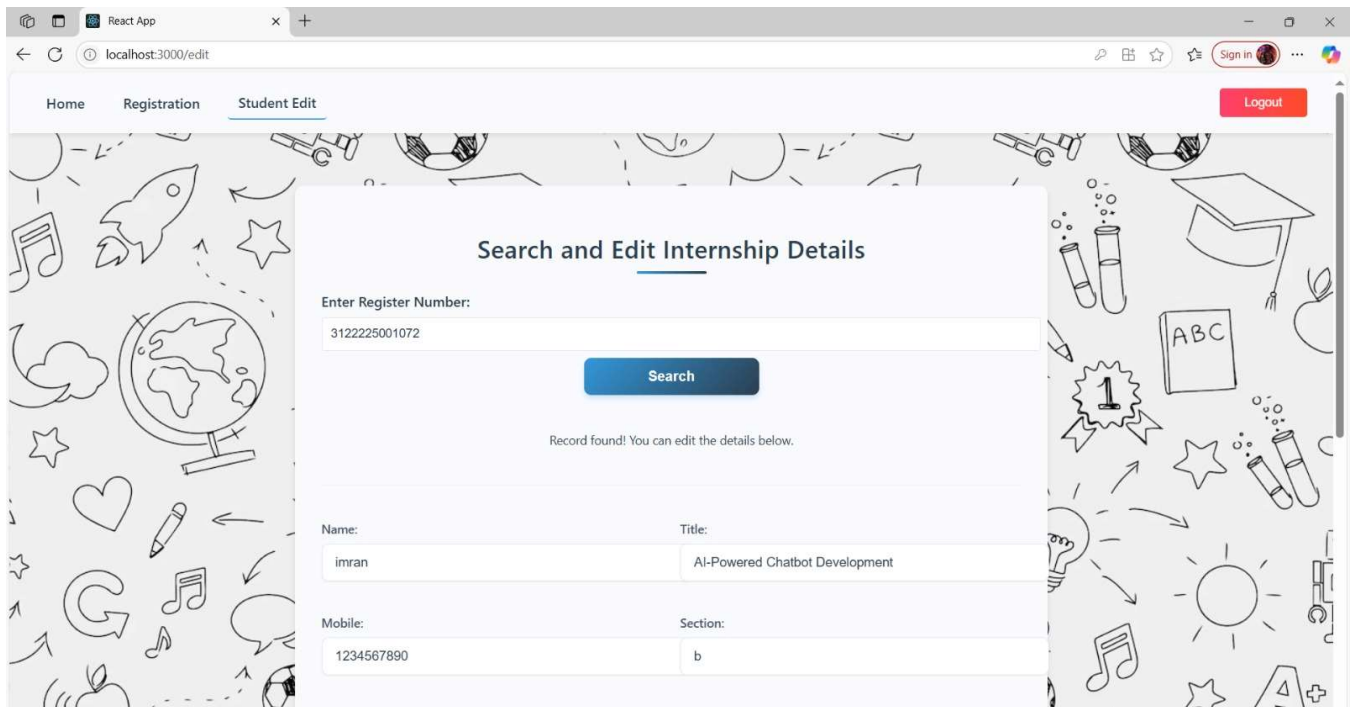 React App
localhost:3000/edit
Sign in
Home Registration Student Edit Logout
Search and Edit Internship Details
Enter Register Number:
3122225001072
Search
Record found! You can edit the details below.
Name: Title:
imran AI-Powered Chatbot Development
Mobile: Section:
1234567890 b
ABC
1
A+